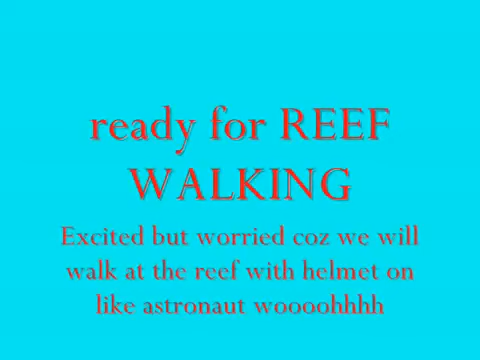 ready for REEF
WALKING
Excited but worried coz we will
walk at the reef with helmet on
like astronaut woooohhhh